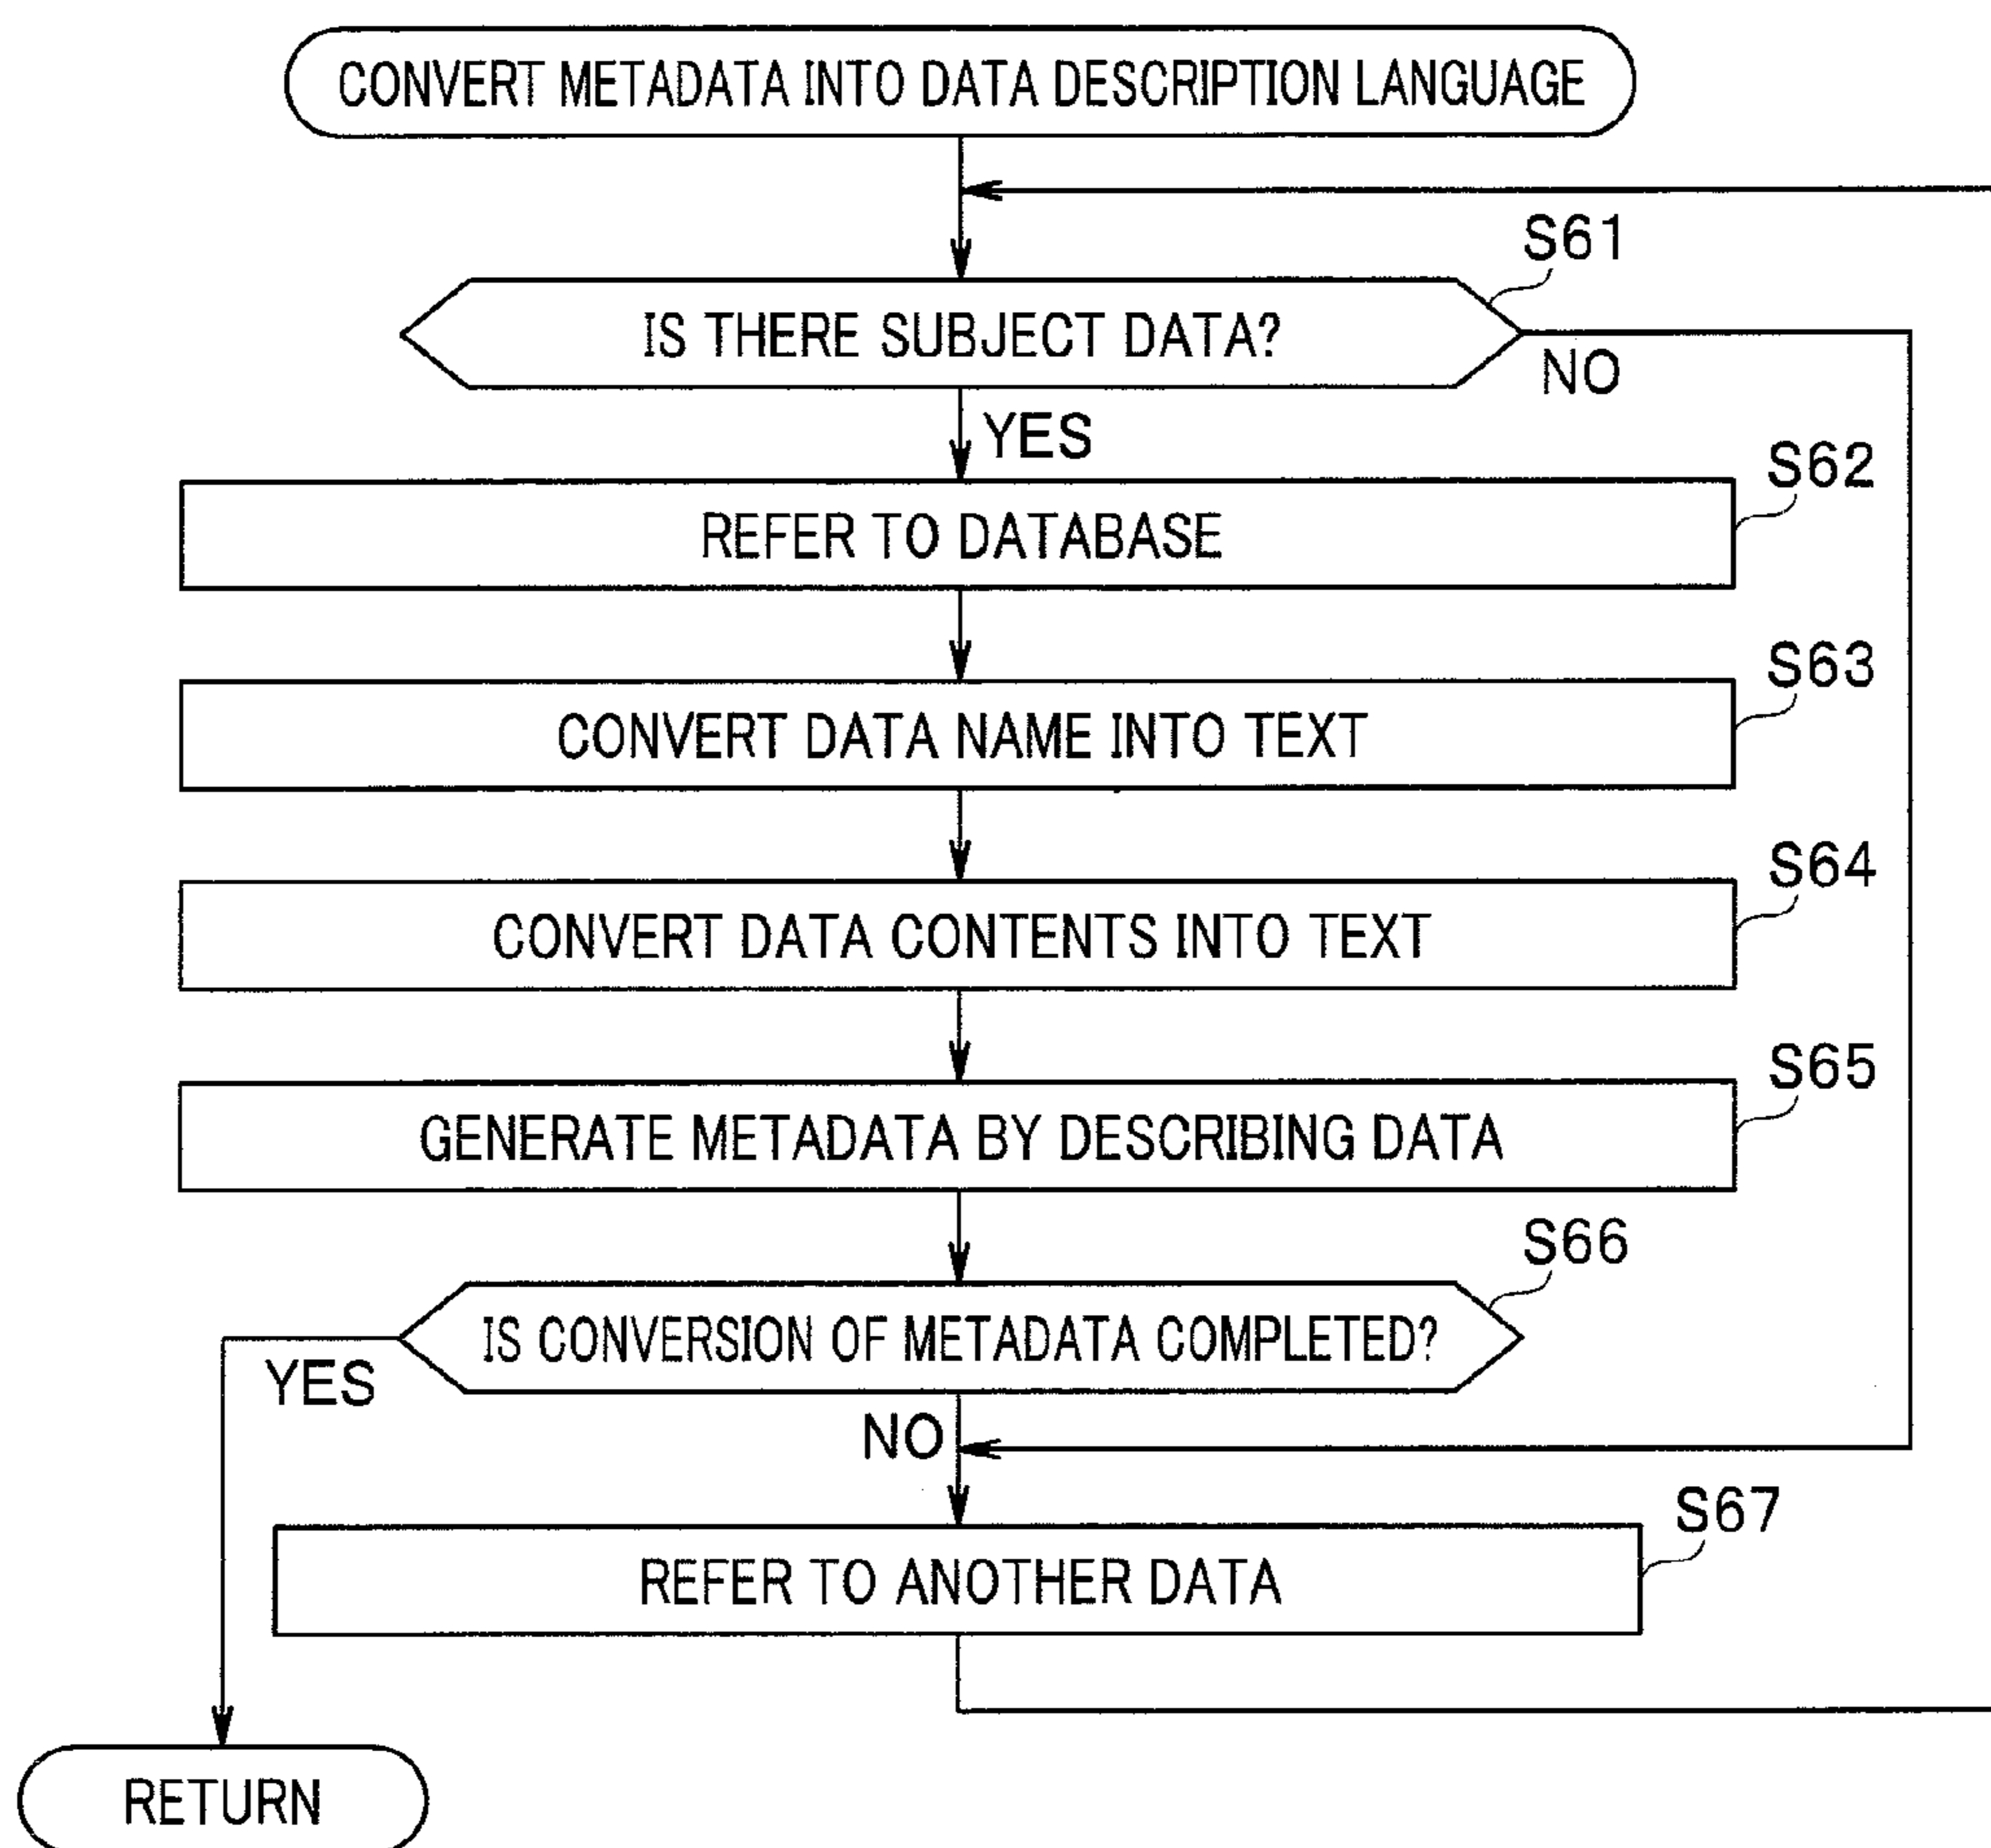 CONVERT METADATA INTO DATA DESCRIPTION LANGUAGE
S61
IS THERE SUBJECT DATA?
NO
YES
S62
REFER TO DATABASE
S63
CONVERT DATA NAME INTO TEXT
S64
CONVERT DATA CONTENTS INTO TEXT
S65
GENERATE METADATA BY DESCRIBING DATA
S66
IS CONVERSION OF METADATA COMPLETED?
YES
NO
S67
REFER TO ANOTHER DATA
RETURN